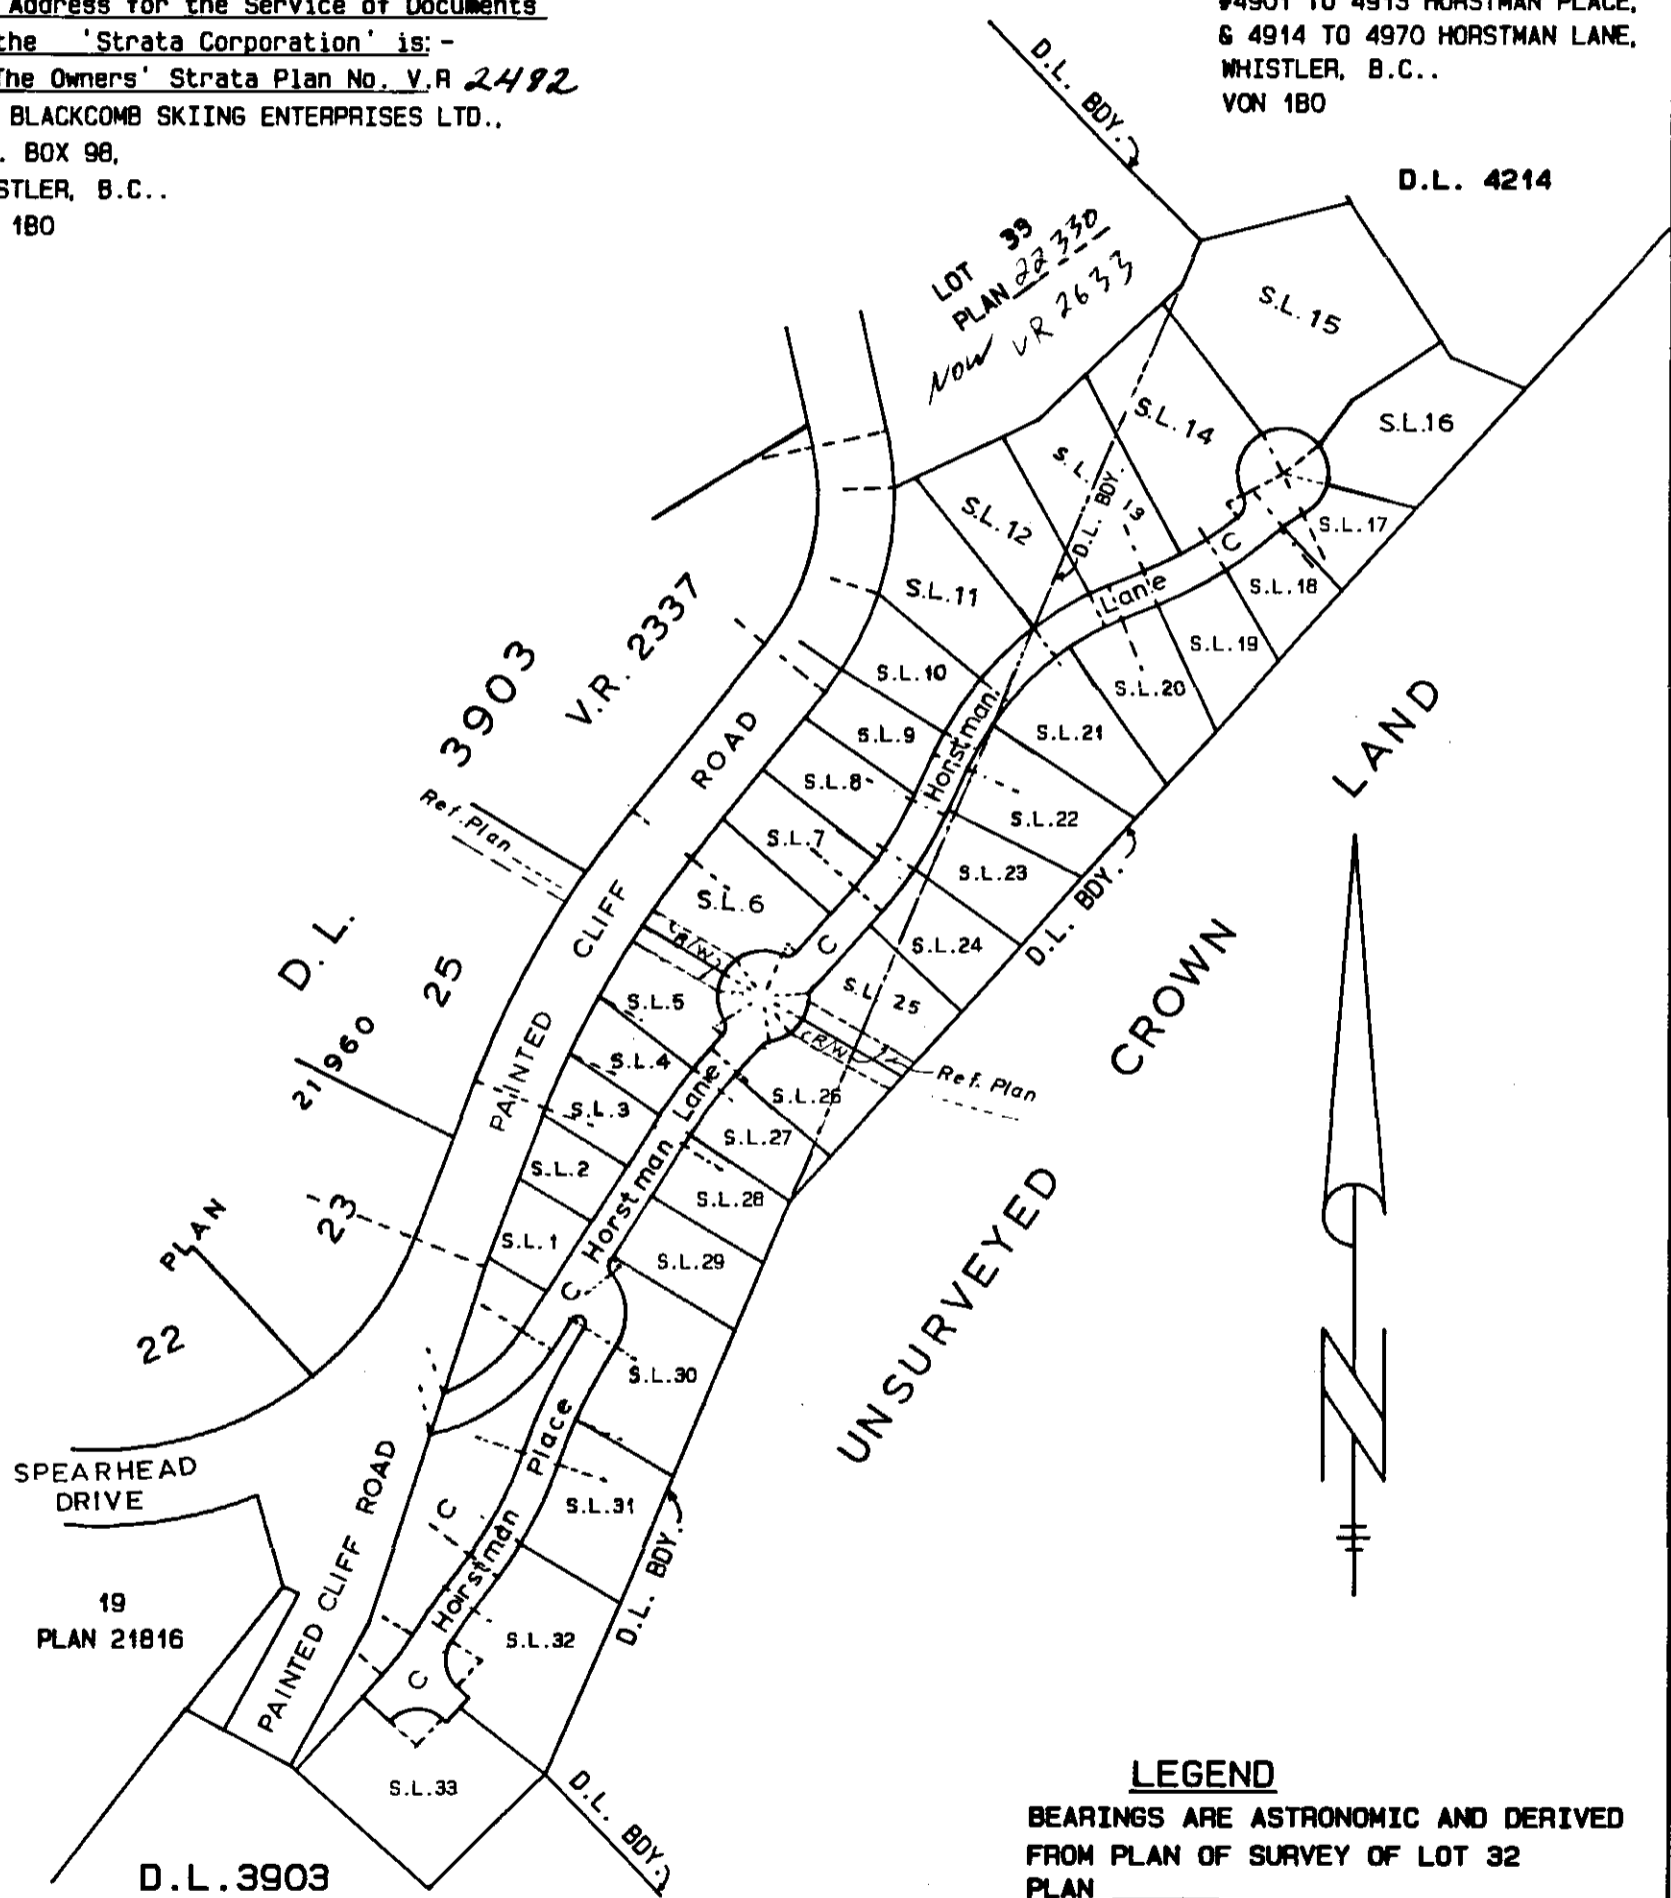 Address for the Service of Documents
the 'Strata Corporation' is: -
The Owners' Strata Plan No. V.R 2482
BLACKCOMB SKIING ENTERPRISES LTD..
. BOX 98,
STLER, B.C..
1B0
#4901 TO 4913 HORSTMAN PLACE,
& 4914 TO 4970 HORSTMAN LANE,
WHISTLER, B.C..
VON 1B0
D.L. BDY.
D.L. 4214
LOT 39
PLAN 22330
NOW VR 2633
S.L. 15
S.L.16
S.L. 14
S.L. 13
D.L. BDY.
S.L. 12
S.L.17
C
S.L.18
Lane
S.L.11
S.L.19
S.L.10
S.L.20
3903
V.R. 2337
Horstman
S.L.9
S.L.21
LAND
ROAD
S.L.8
S.L.22
Ref. Plan
S.L.7
S.L.23
D.L. BDY.
CLIFF
S.L.6
R/W
C
S.L.24
D.L.
25
S.L.5
S.L. 25
CROWN
R/W
Ref. Plan
21960
PAINTED
S.L.4
Lane
S.L.26
S.L.3
S.L.27
S.L.2
Horstman
S.L.28
UNSURVEYED
PLAN
23
S.L.1
S.L.29
C
22
S.L.30
Place
SPEARHEAD
DRIVE
PAINTED CLIFF ROAD
C
S.L.31
Horstman
D.L. BDY.
19
PLAN 21816
S.L.32
C
S.L.33
D.L. BDY.
N
D.L.3903
LEGEND
BEARINGS ARE ASTRONOMIC AND DERIVED
FROM PLAN OF SURVEY OF LOT 32
PLAN